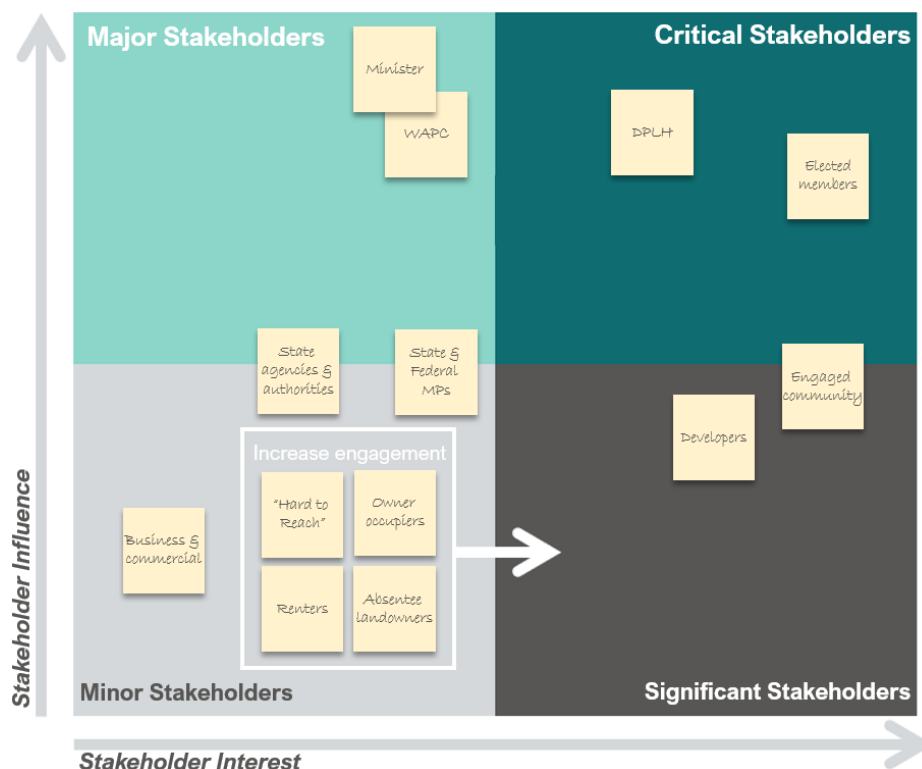 Major Stakeholders
Critical Stakeholders
Minister
WAPC
DPLH
Elected
members
State
agencies &
authorities
State &
Federal
MPs
Engaged
community
Developers
Increase engagement
"Hard to
Reach"
Owner
occupiers
Business &
commercial
Renters
Absentee
landowners
Minor Stakeholders
Significant Stakeholders
Stakeholder Influence
Stakeholder Interest